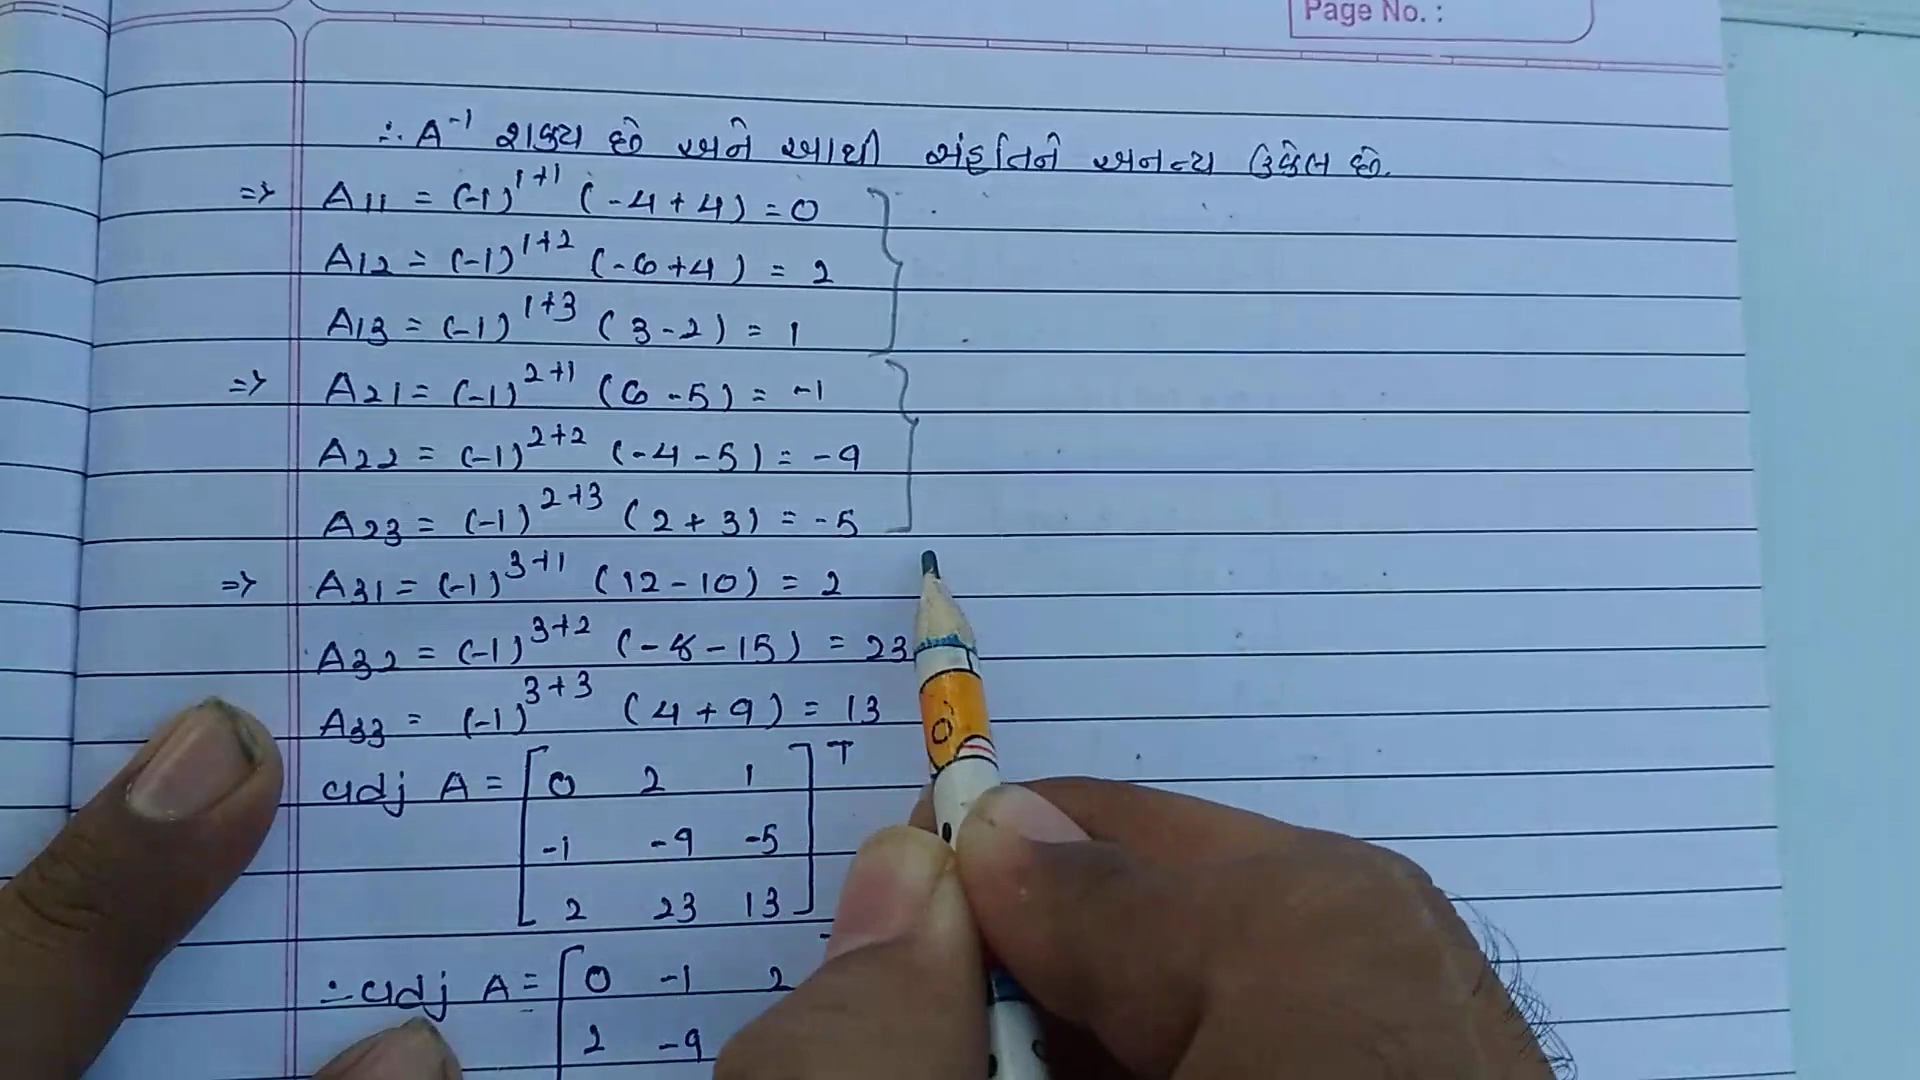 Page No. :
∴ A⁻¹ શક્ય છે અને આથી સંહતિને અનન્ય ઉકેલ છે.
=> A11 = (-1)^1+1 (-4+4) = 0
A12 = (-1)^1+2 (-6+4) = 2
A13 = (-1)^1+3 (3-2) = 1
=> A21 = (-1)^2+1 (6-5) = -1
A22 = (-1)^2+2 (-4-5) = -9
A23 = (-1)^2+3 (2+3) = -5
=> A31 = (-1)^3+1 (12-10) = 2
A32 = (-1)^3+2 (-8-15) = 23
A33 = (-1)^3+3 (4+9) = 13
adj A = [0 2 1]T
-1 -9 -5
2 23 13
∴ adj A = [0 -1 2
2 -9